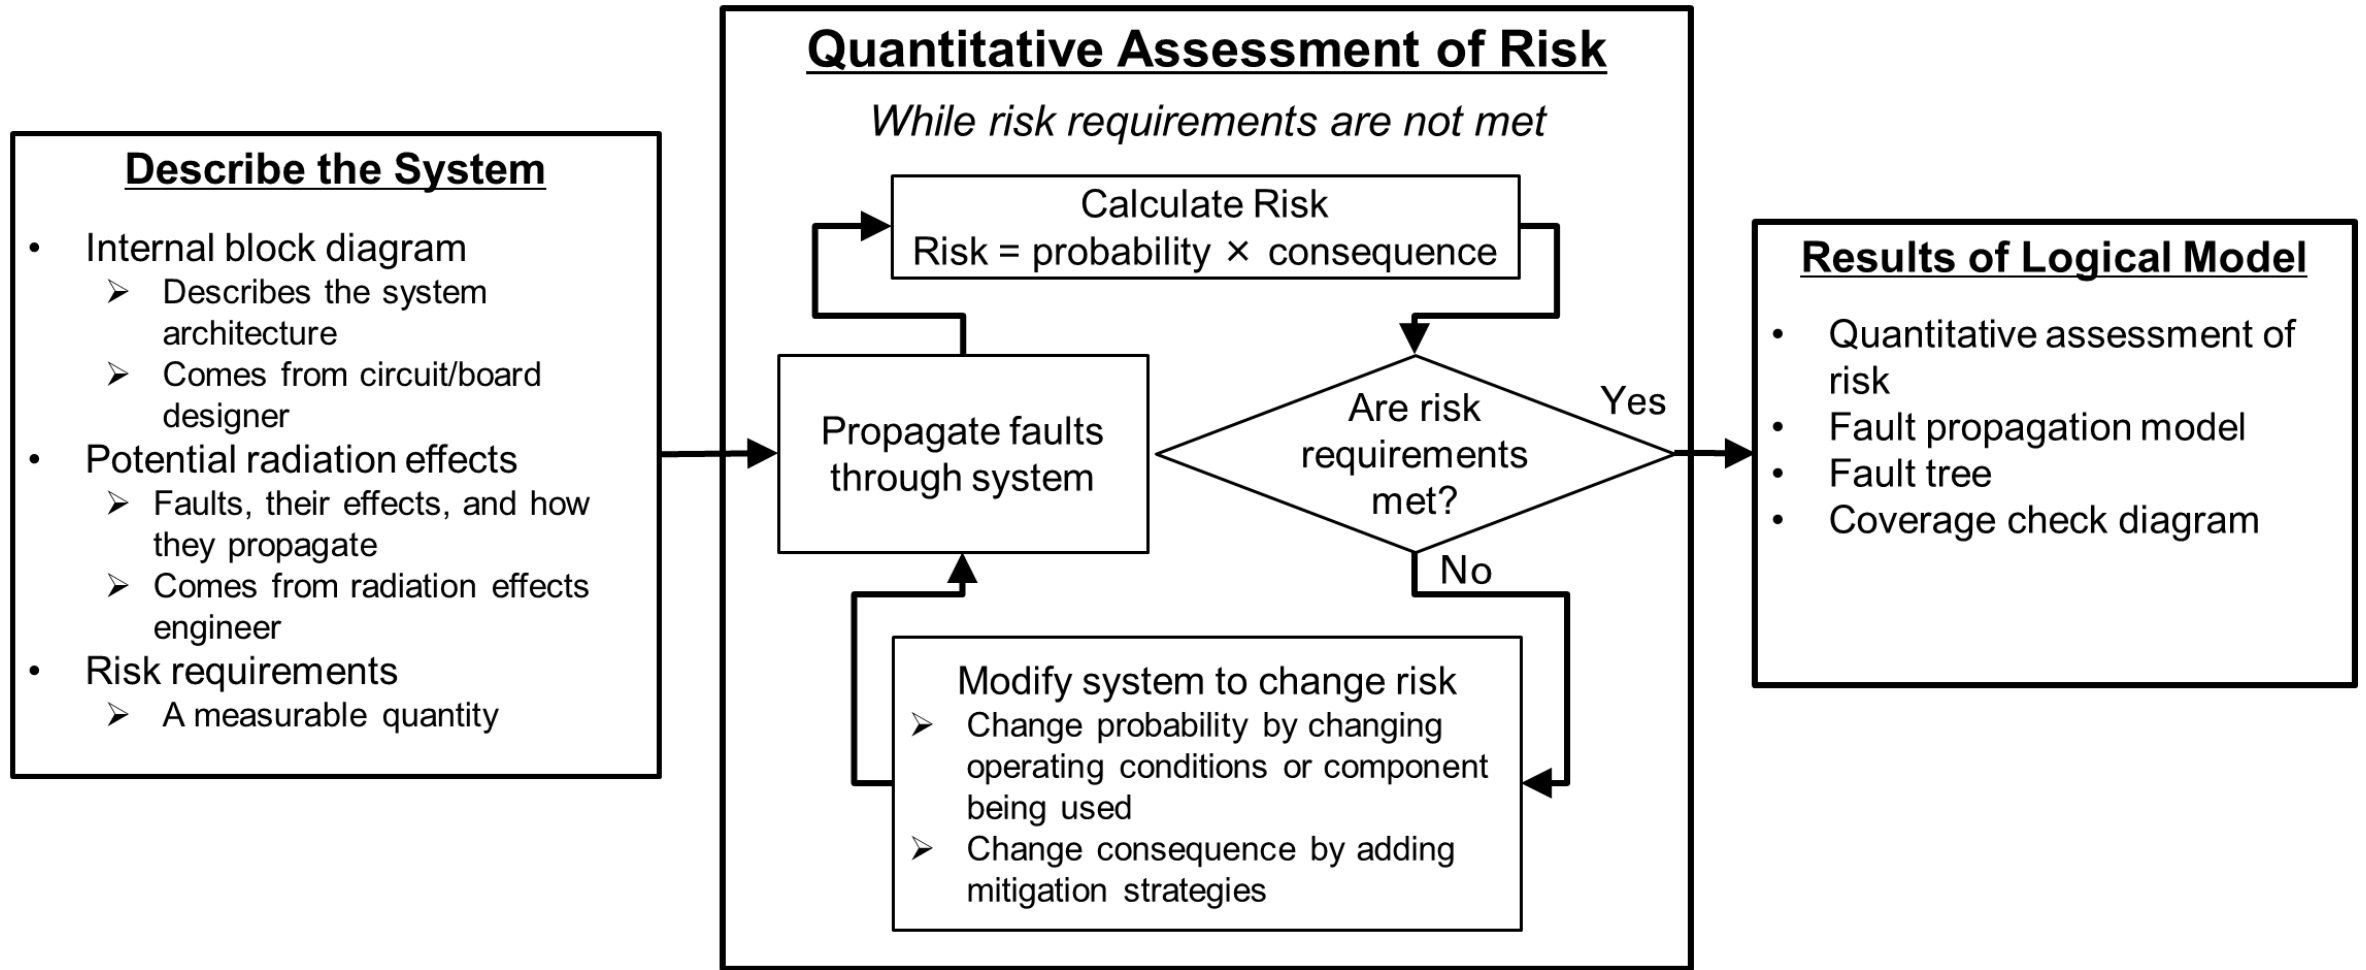 Describe the System
• Internal block diagram
➢ Describes the system
architecture
➢ Comes from circuit/board
designer
• Potential radiation effects
➢ Faults, their effects, and how
they propagate
➢ Comes from radiation effects
engineer
• Risk requirements
➢ A measurable quantity
Quantitative Assessment of Risk
While risk requirements are not met
Calculate Risk
Risk = probability × consequence
Propagate faults
through system
Are risk
requirements
met?
Yes
No
Modify system to change risk
➢ Change probability by changing
operating conditions or component
being used
➢ Change consequence by adding
mitigation strategies
Results of Logical Model
• Quantitative assessment of
risk
• Fault propagation model
• Fault tree
• Coverage check diagram